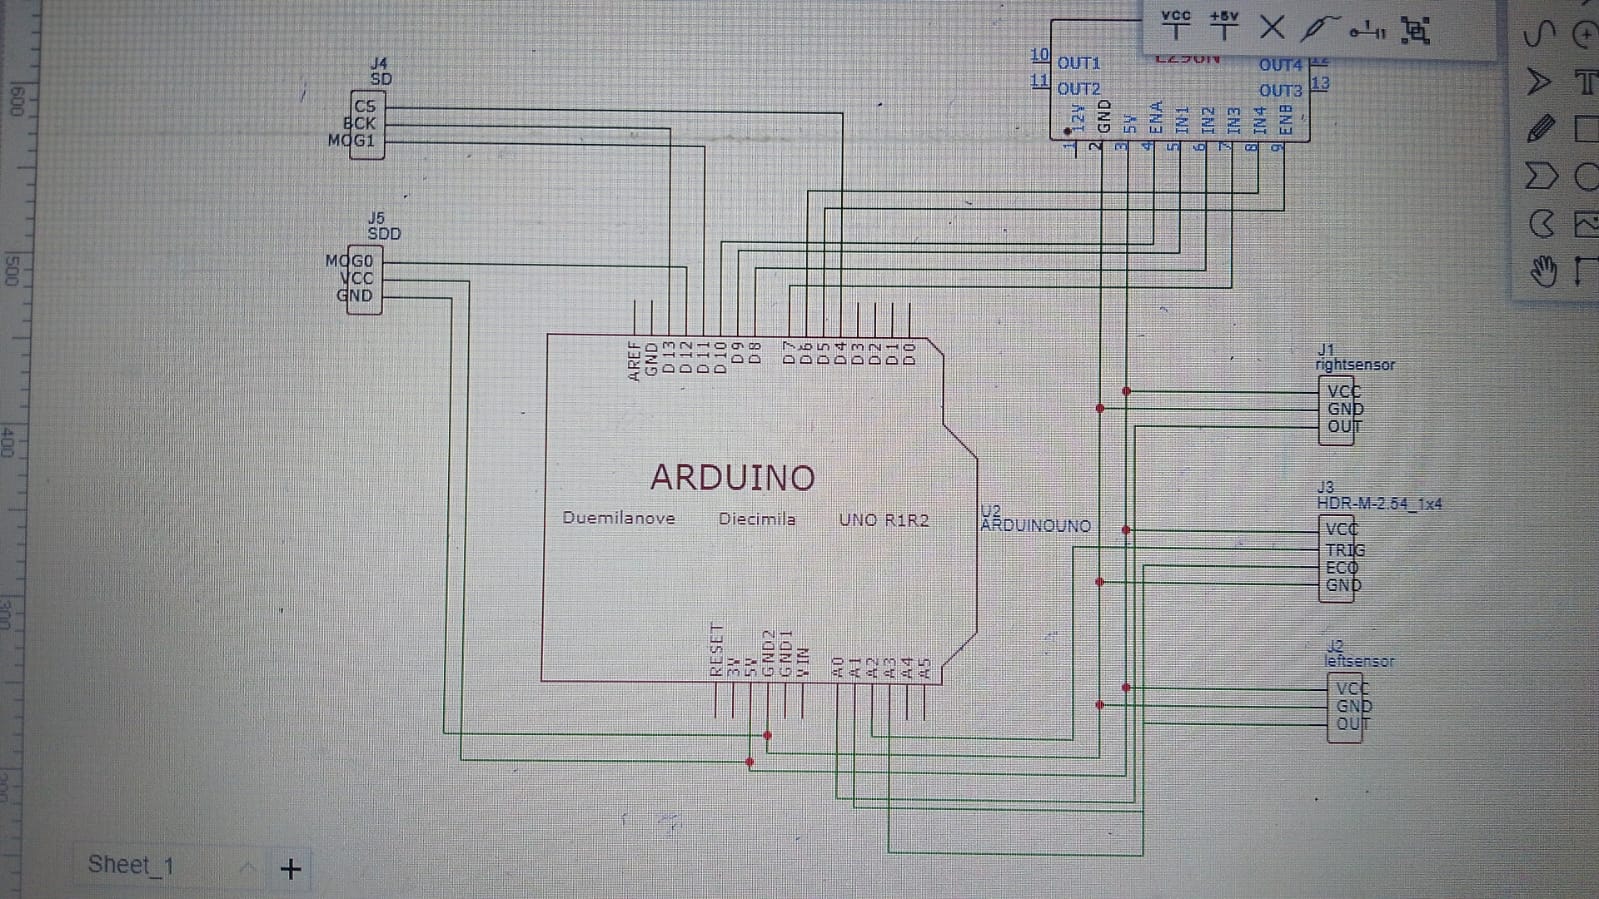 VCC
+5V
10
OUT1
11
OUT2
L298N
OUT4
12
OUT3
13
12V
GND
5V
ENA
IN1
IN2
IN3
IN4
ENB
1
2
3
4
5
6
7
8
9
J4
SD
CS
BCK
MOG1
J5
SDD
MOG0
VCC
GND
AREF
GND
D13
D12
D11
D10
D9
D8
D7
D6
D5
D4
D3
D2
D1
D0
ARDUINO
Duemilanove Diecimila UNO R1R2
U2
ARDUINOUNO
RESET
3V
5V
GND2
GND1
VIN
A0
A1
A2
A3
A4
A5
J1
rightsensor
VCC
GND
OUT
J3
HDR-M-2.54_1x4
VCC
TRIG
ECO
GND
J2
leftsensor
VCC
GND
OUT
600
500
400
300
200
Sheet_1
+